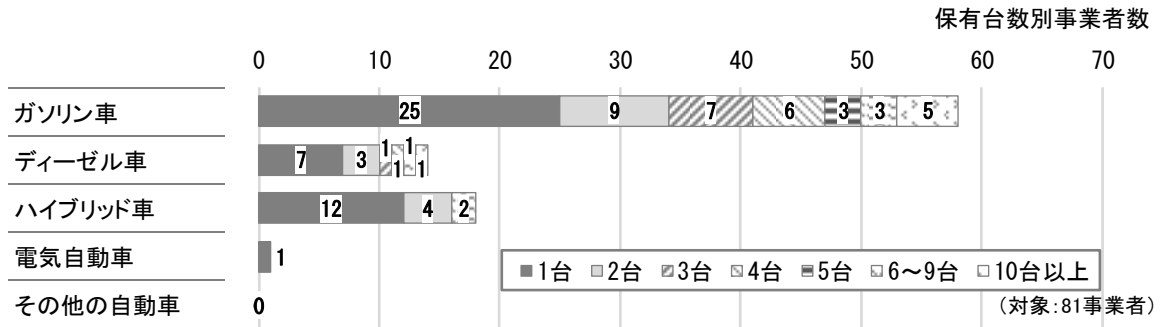 保有台数別事業者数
0 10 20 30 40 50 60 70
ガソリン車 25 9 7 6 3 3 5
ディーゼル車 7 3 1 1 1 1
ハイブリッド車 12 4 2
電気自動車 1
1台 2台 3台 4台 5台 6～9台 10台以上
その他の自動車 0
（対象：81事業者）